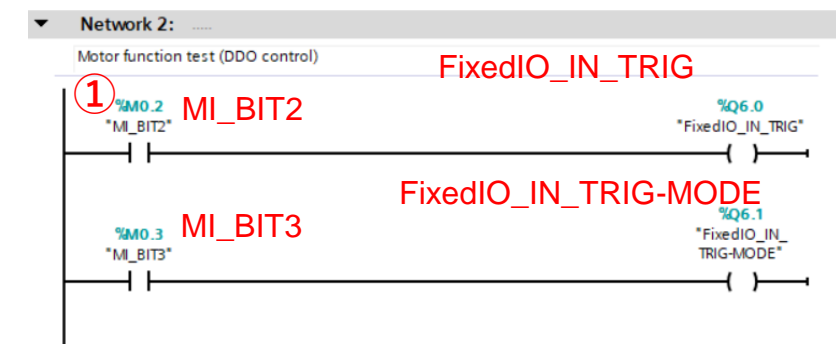 Network 2: .....
Motor function test (DDO control)
FixedIO_IN_TRIG
①
%M0.2
"MI_BIT2"
MI_BIT2
%Q6.0
"FixedIO_IN_TRIG"
FixedIO_IN_TRIG-MODE
%M0.3
"MI_BIT3"
MI_BIT3
%Q6.1
"FixedIO_IN_
TRIG-MODE"